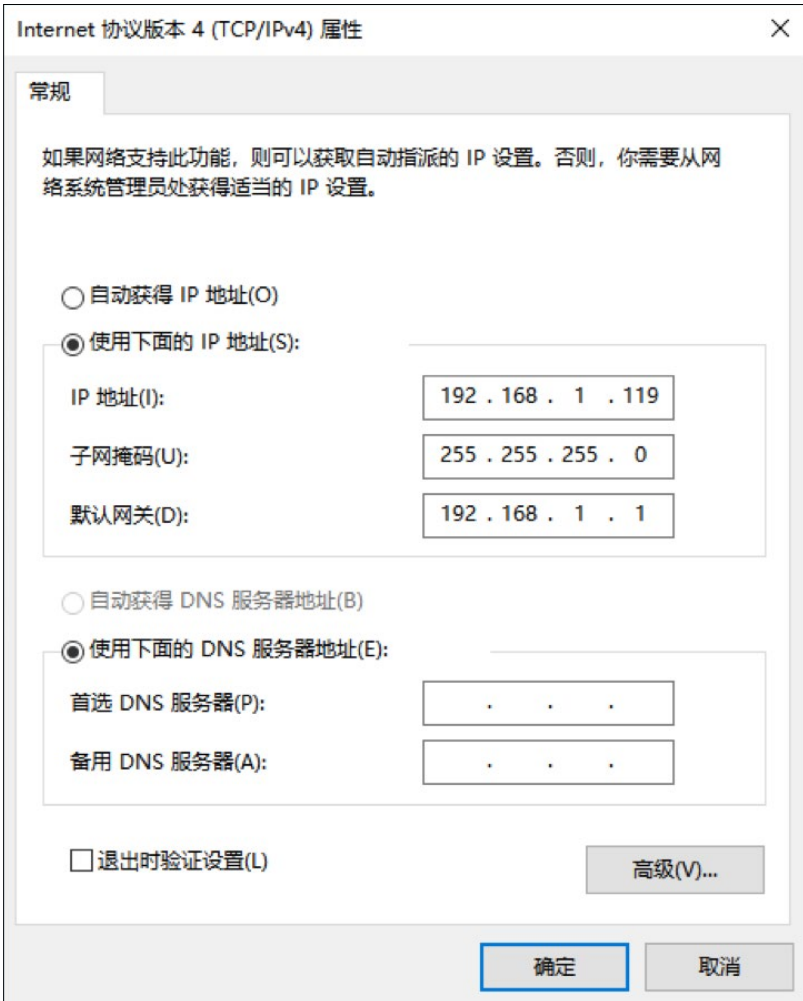 Internet 协议版本 4 (TCP/IPv4) 属性
常规
如果网络支持此功能，则可以获取自动指派的 IP 设置。否则，你需要从网
络系统管理员处获得适当的 IP 设置。
自动获得 IP 地址(O)
使用下面的 IP 地址(S):
IP 地址(I): 192 . 168 . 1 . 119
子网掩码(U): 255 . 255 . 255 . 0
默认网关(D): 192 . 168 . 1 . 1
自动获得 DNS 服务器地址(B)
使用下面的 DNS 服务器地址(E):
首选 DNS 服务器(P): . . .
备用 DNS 服务器(A): . . .
退出时验证设置(L)
高级(V)...
确定 取消